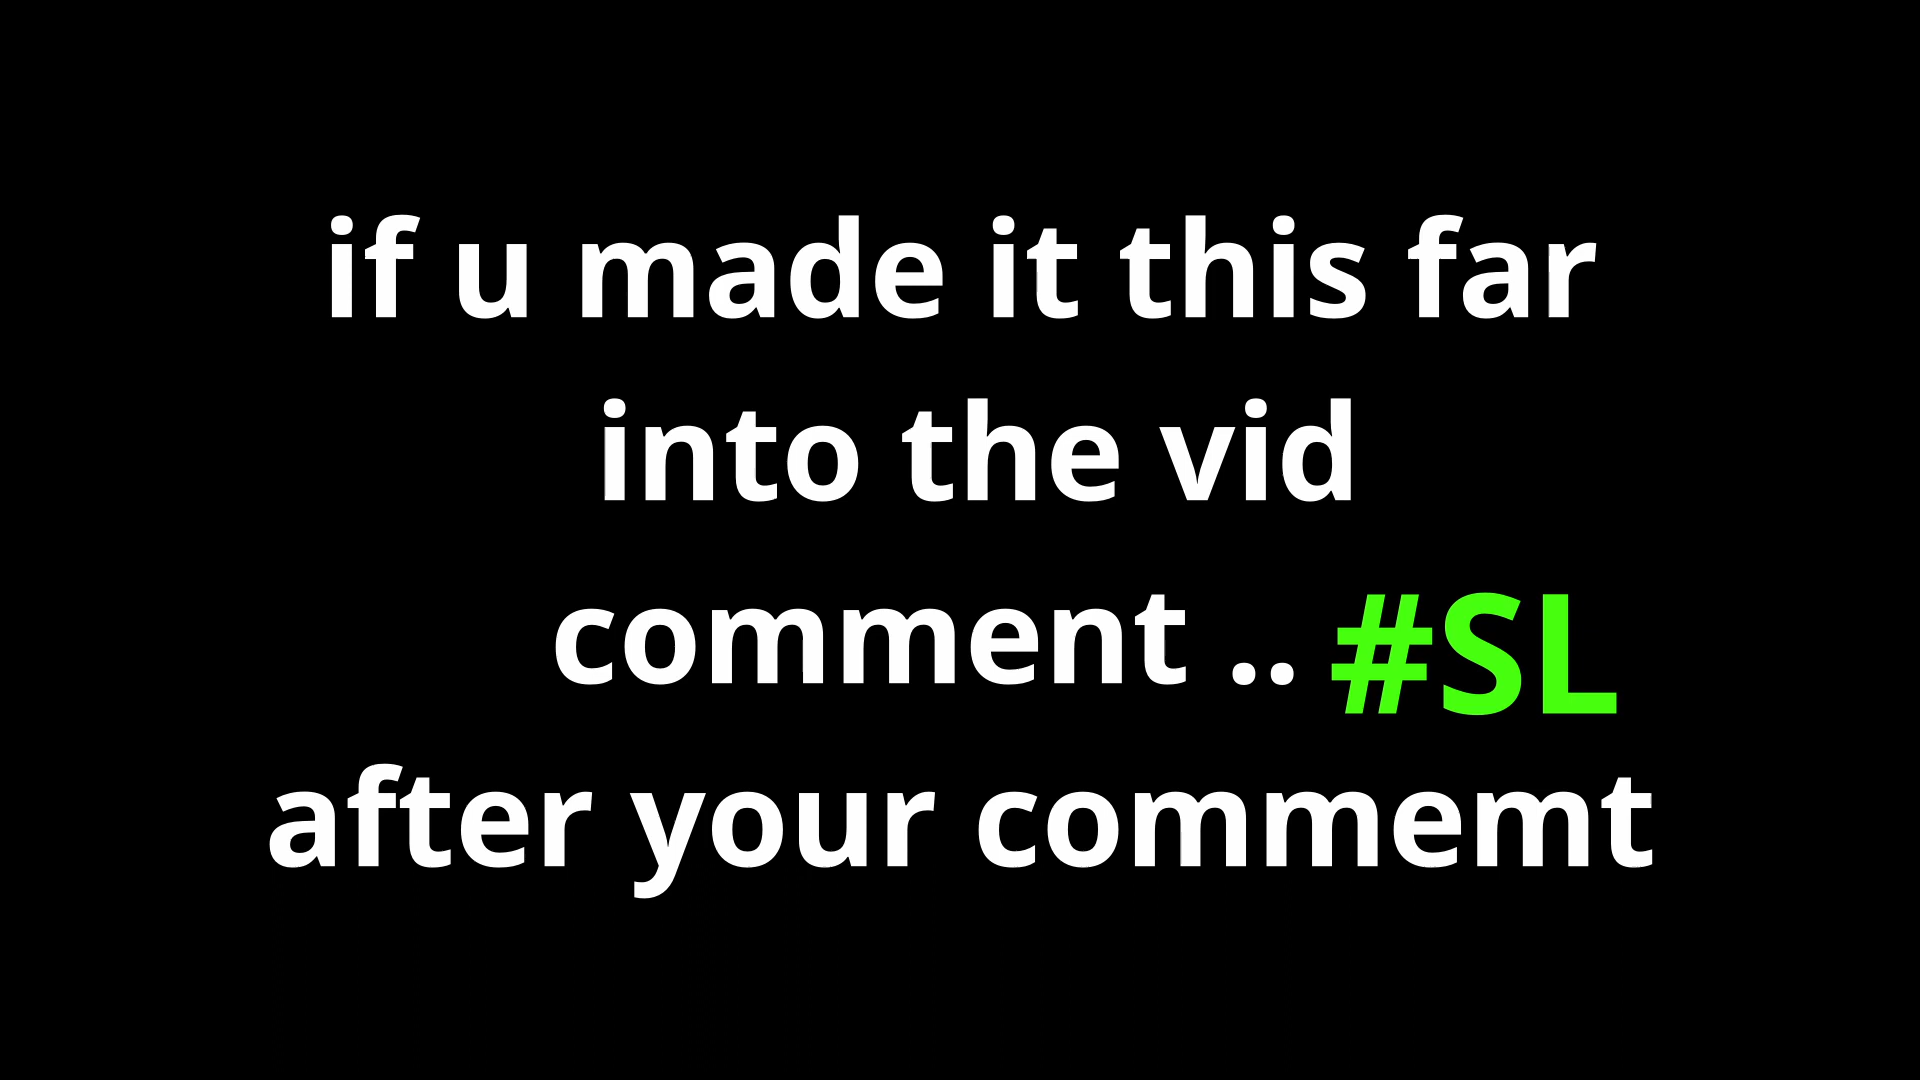 if u made it this far
into the vid
comment .. #SL
after your commemt